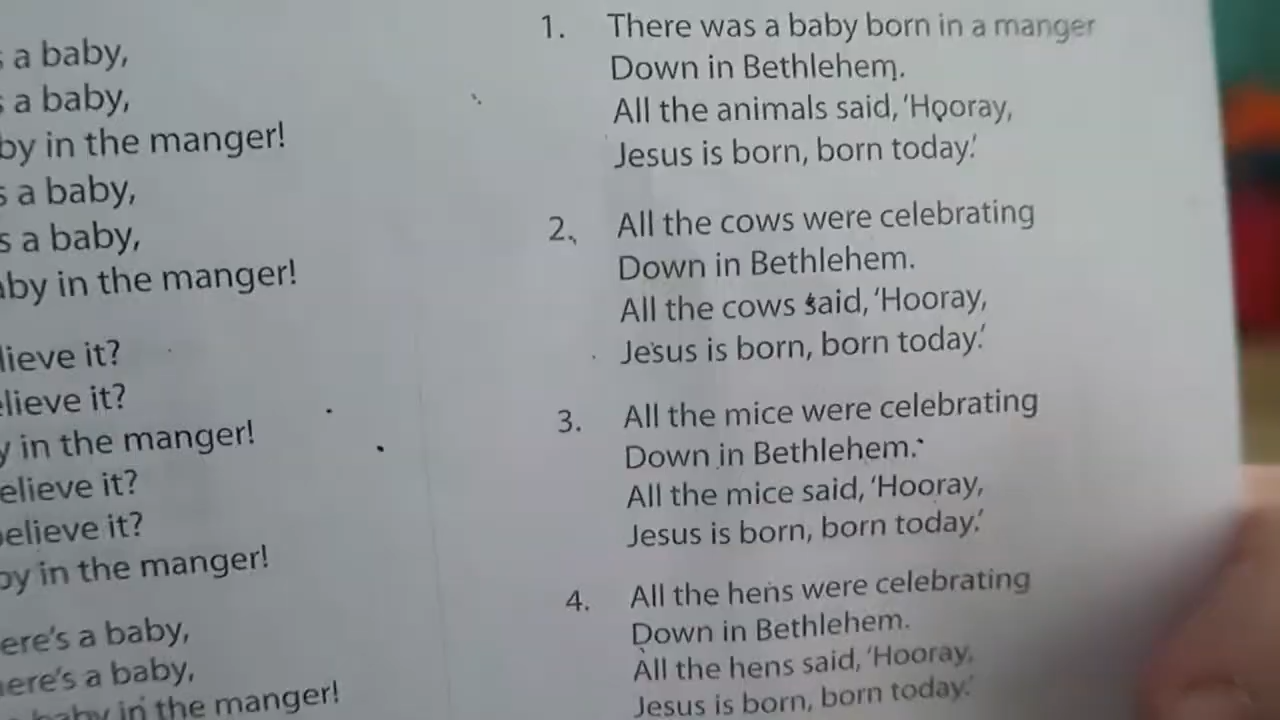 a baby,
a baby,
by in the manger!
s a baby,
s a baby,
aby in the manger!
lieve it?
elieve it?
y in the manger!
elieve it?
believe it?
by in the manger!
ere's a baby,
here's a baby,
baby in the manger!
1. There was a baby born in a manger
Down in Bethlehem.
All the animals said, 'Hooray,
Jesus is born, born today.'
2. All the cows were celebrating
Down in Bethlehem.
All the cows said, 'Hooray,
Jesus is born, born today.'
3. All the mice were celebrating
Down in Bethlehem.
All the mice said, 'Hooray,
Jesus is born, born today.'
4. All the hens were celebrating
Down in Bethlehem.
All the hens said, 'Hooray,
Jesus is born, born today.'